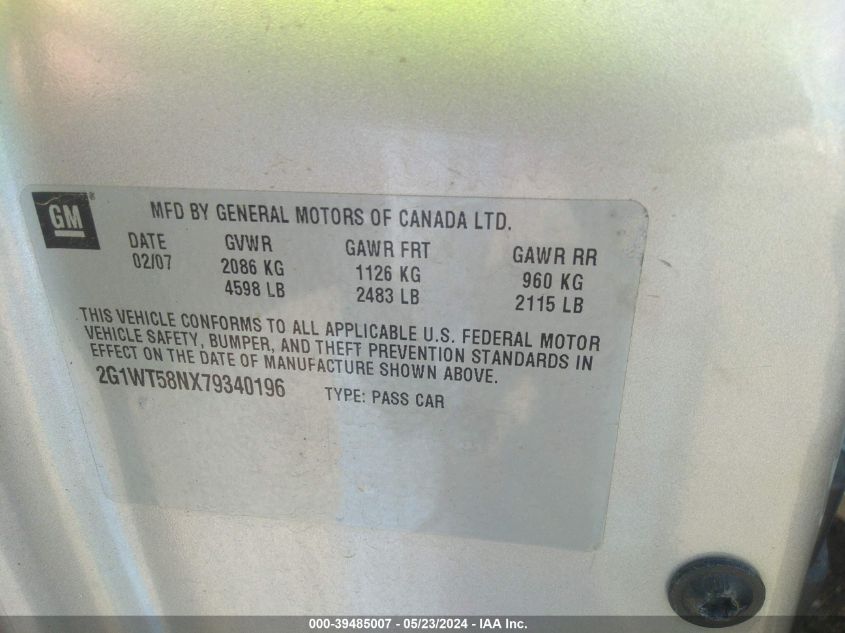 GM®
MFD BY GENERAL MOTORS OF CANADA LTD.
DATE GVWR GAWR FRT GAWR RR
02/07 2086 KG 1126 KG 960 KG
4598 LB 2483 LB 2115 LB
THIS VEHICLE CONFORMS TO ALL APPLICABLE U.S. FEDERAL MOTOR
VEHICLE SAFETY, BUMPER, AND THEFT PREVENTION STANDARDS IN
EFFECT ON THE DATE OF MANUFACTURE SHOWN ABOVE.
2G1WT58NX79340196 TYPE: PASS CAR
000-39485007 - 05/23/2024 - IAA Inc.